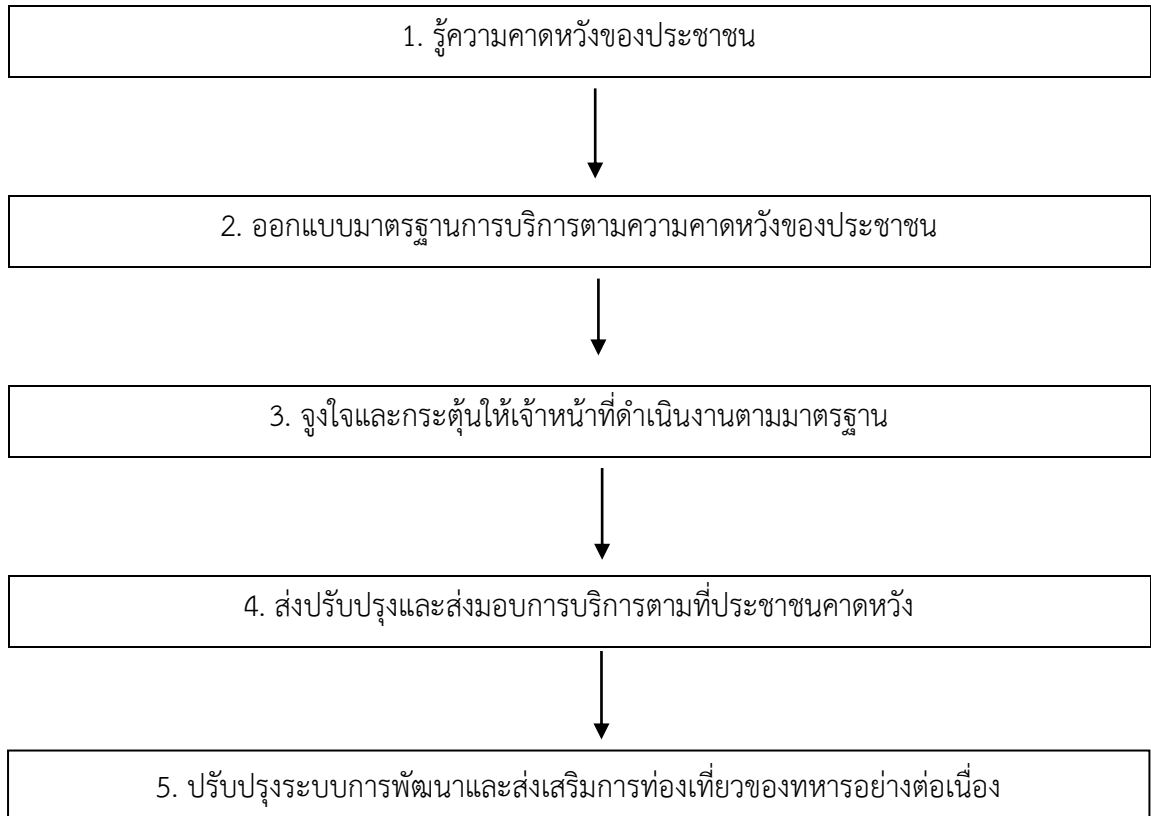 1. รู้ความคาดหวังของประชาชน
2. ออกแบบมาตรฐานการบริการตามความคาดหวังของประชาชน
3. จูงใจและกระตุ้นให้เจ้าหน้าที่ดำเนินงานตามมาตรฐาน
4. ส่งปรับปรุงและส่งมอบการบริการตามที่ประชาชนคาดหวัง
5. ปรับปรุงระบบการพัฒนาและส่งเสริมการท่องเที่ยวของทหารอย่างต่อเนื่อง